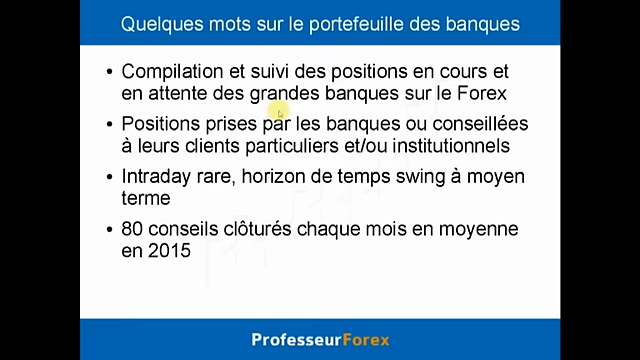 Quelques mots sur le portefeuille des banques
• Compilation et suivi des positions en cours et
en attente des grandes banques sur le Forex
• Positions prises par les banques ou conseillées
à leurs clients particuliers et/ou institutionnels
• Intraday rare, horizon de temps swing à moyen
terme
• 80 conseils clôturés chaque mois en moyenne
en 2015
ProfesseurForex